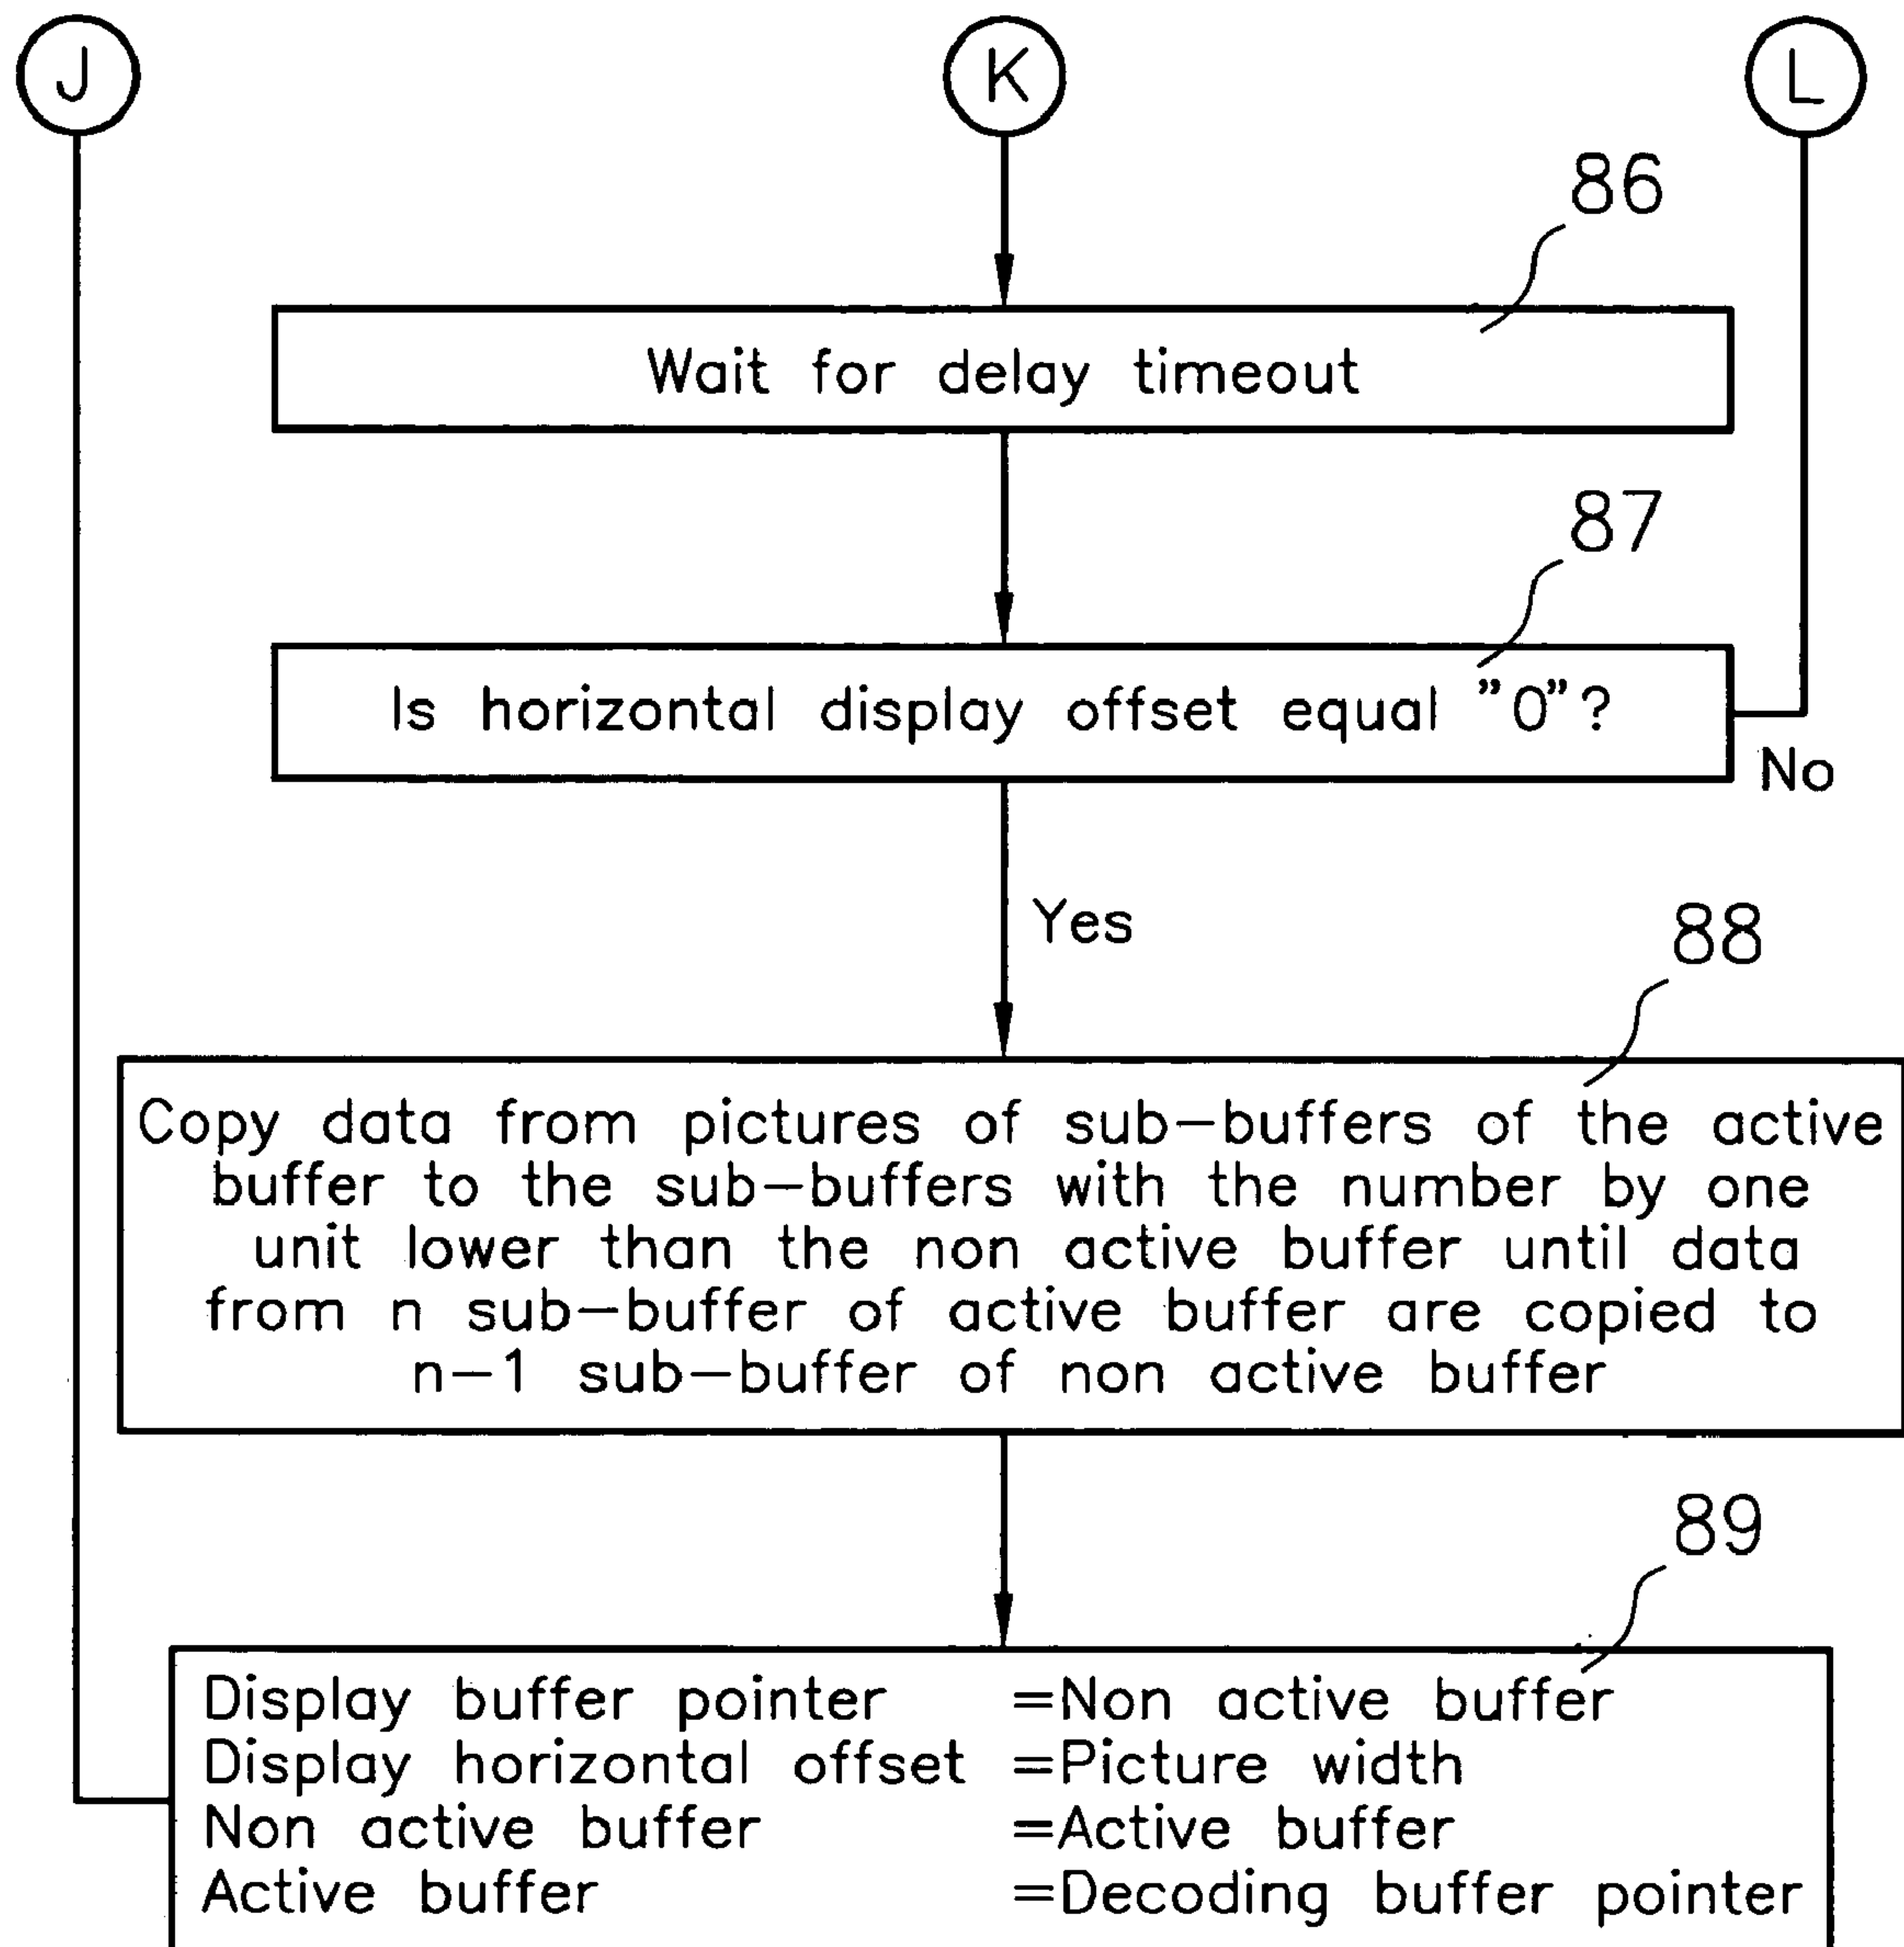 J
K
L
86
Wait for delay timeout
87
Is horizontal display offset equal ”0”?
No
Yes
88
Copy data from pictures of sub-buffers of the active
buffer to the sub-buffers with the number by one
unit lower than the non active buffer until data
from n sub-buffer of active buffer are copied to
n-1 sub-buffer of non active buffer
89
Display buffer pointer =Non active buffer
Display horizontal offset =Picture width
Non active buffer =Active buffer
Active buffer =Decoding buffer pointer